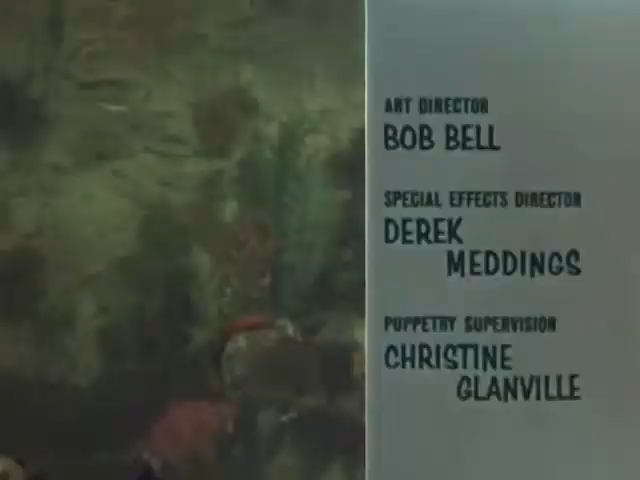 ART DIRECTOR
BOB BELL
SPECIAL EFFECTS DIRECTOR
DEREK
MEDDINGS
PUPPETRY SUPERVISION
CHRISTINE
GLANVILLE